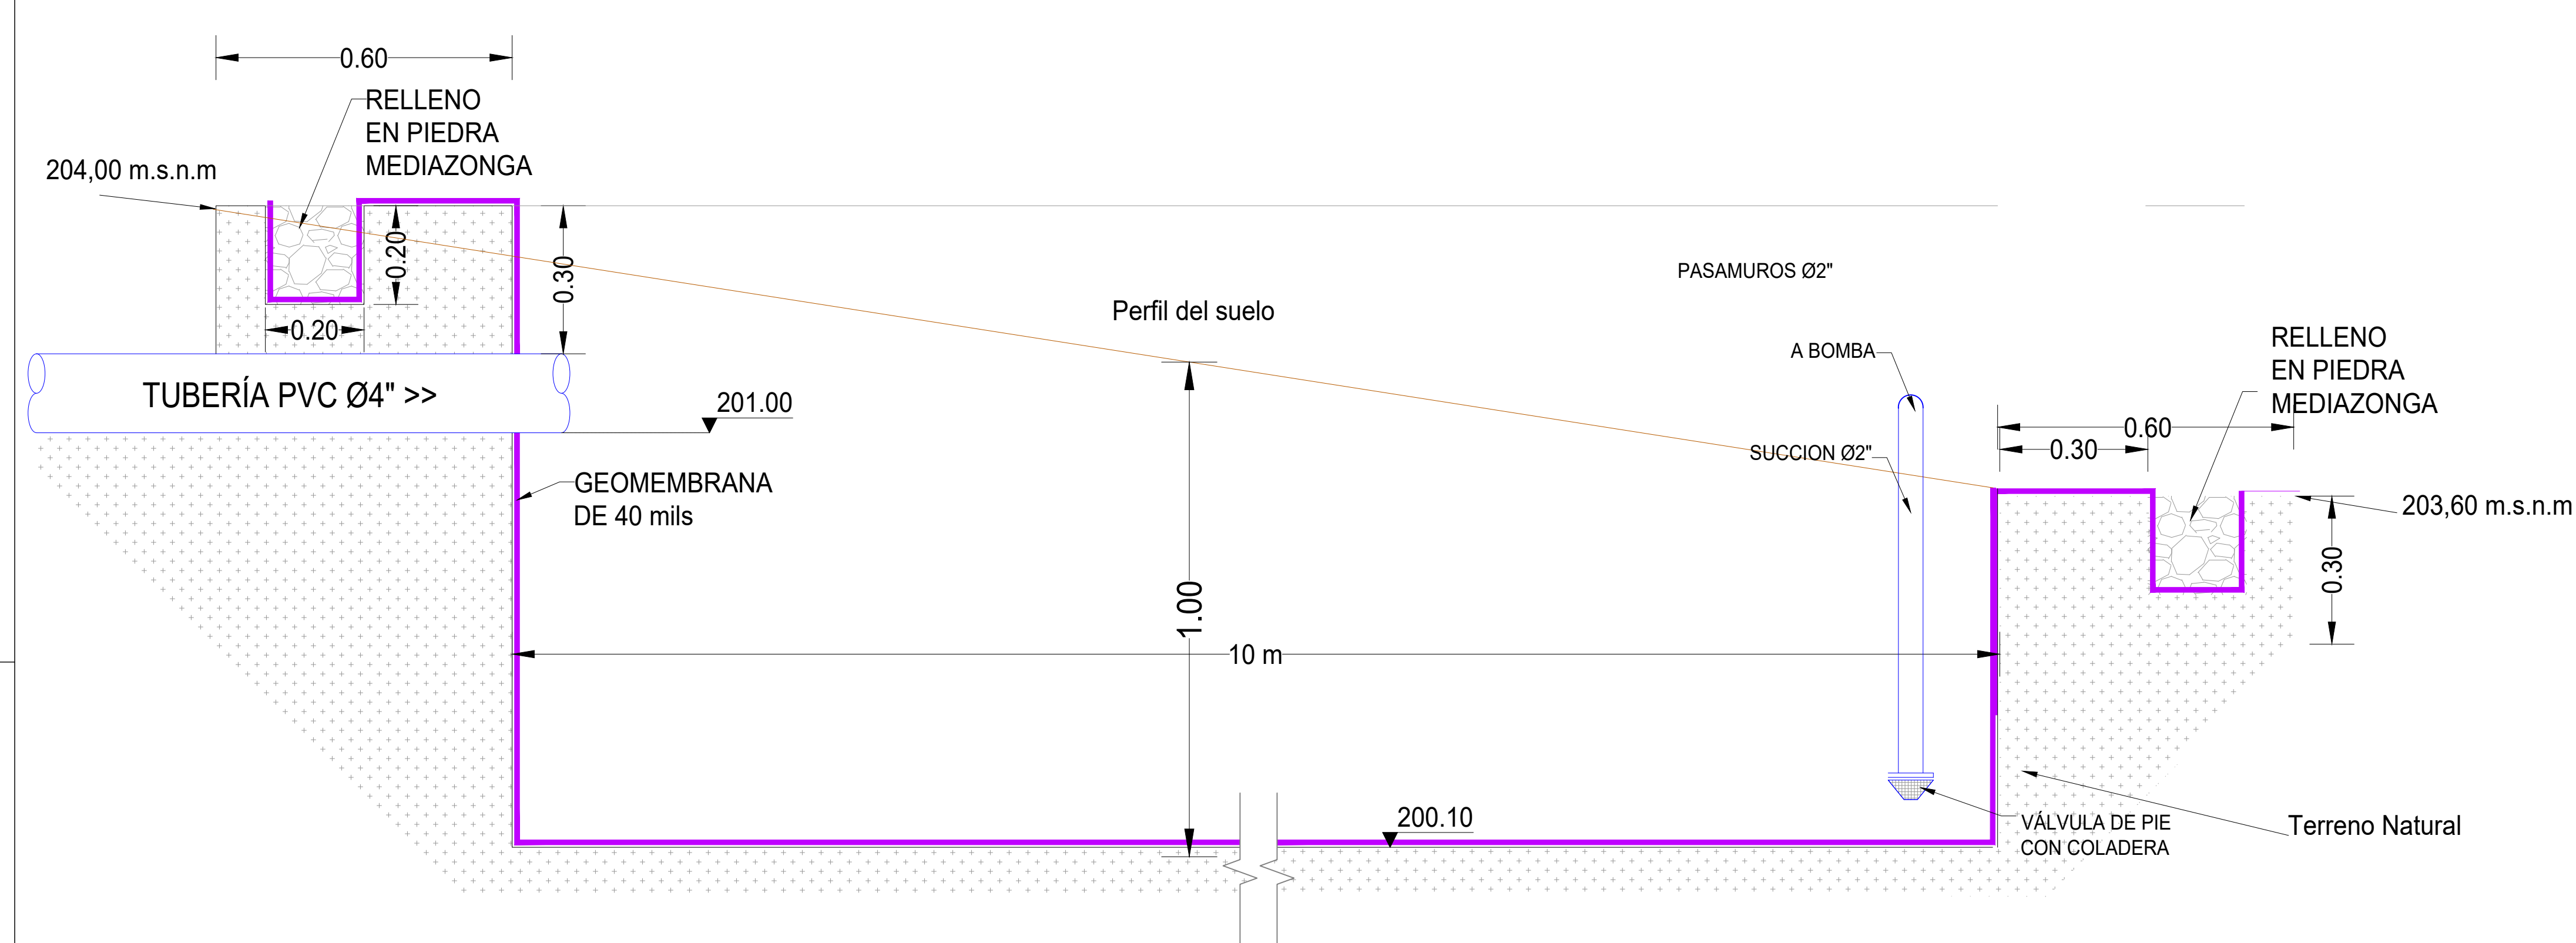 0.60
RELLENO
EN PIEDRA
MEDIAZONGA
204,00 m.s.n.m
0.20
0.30
0.20
PASAMUROS Ø2"
Perfil del suelo
RELLENO
EN PIEDRA
MEDIAZONGA
A BOMBA
TUBERÍA PVC Ø4" >>
201.00
0.60
0.30
SUCCION Ø2"
GEOMEMBRANA
DE 40 mils
203,60 m.s.n.m
0.30
1.00
10 m
200.10
VÁLVULA DE PIE
CON COLADERA
Terreno Natural